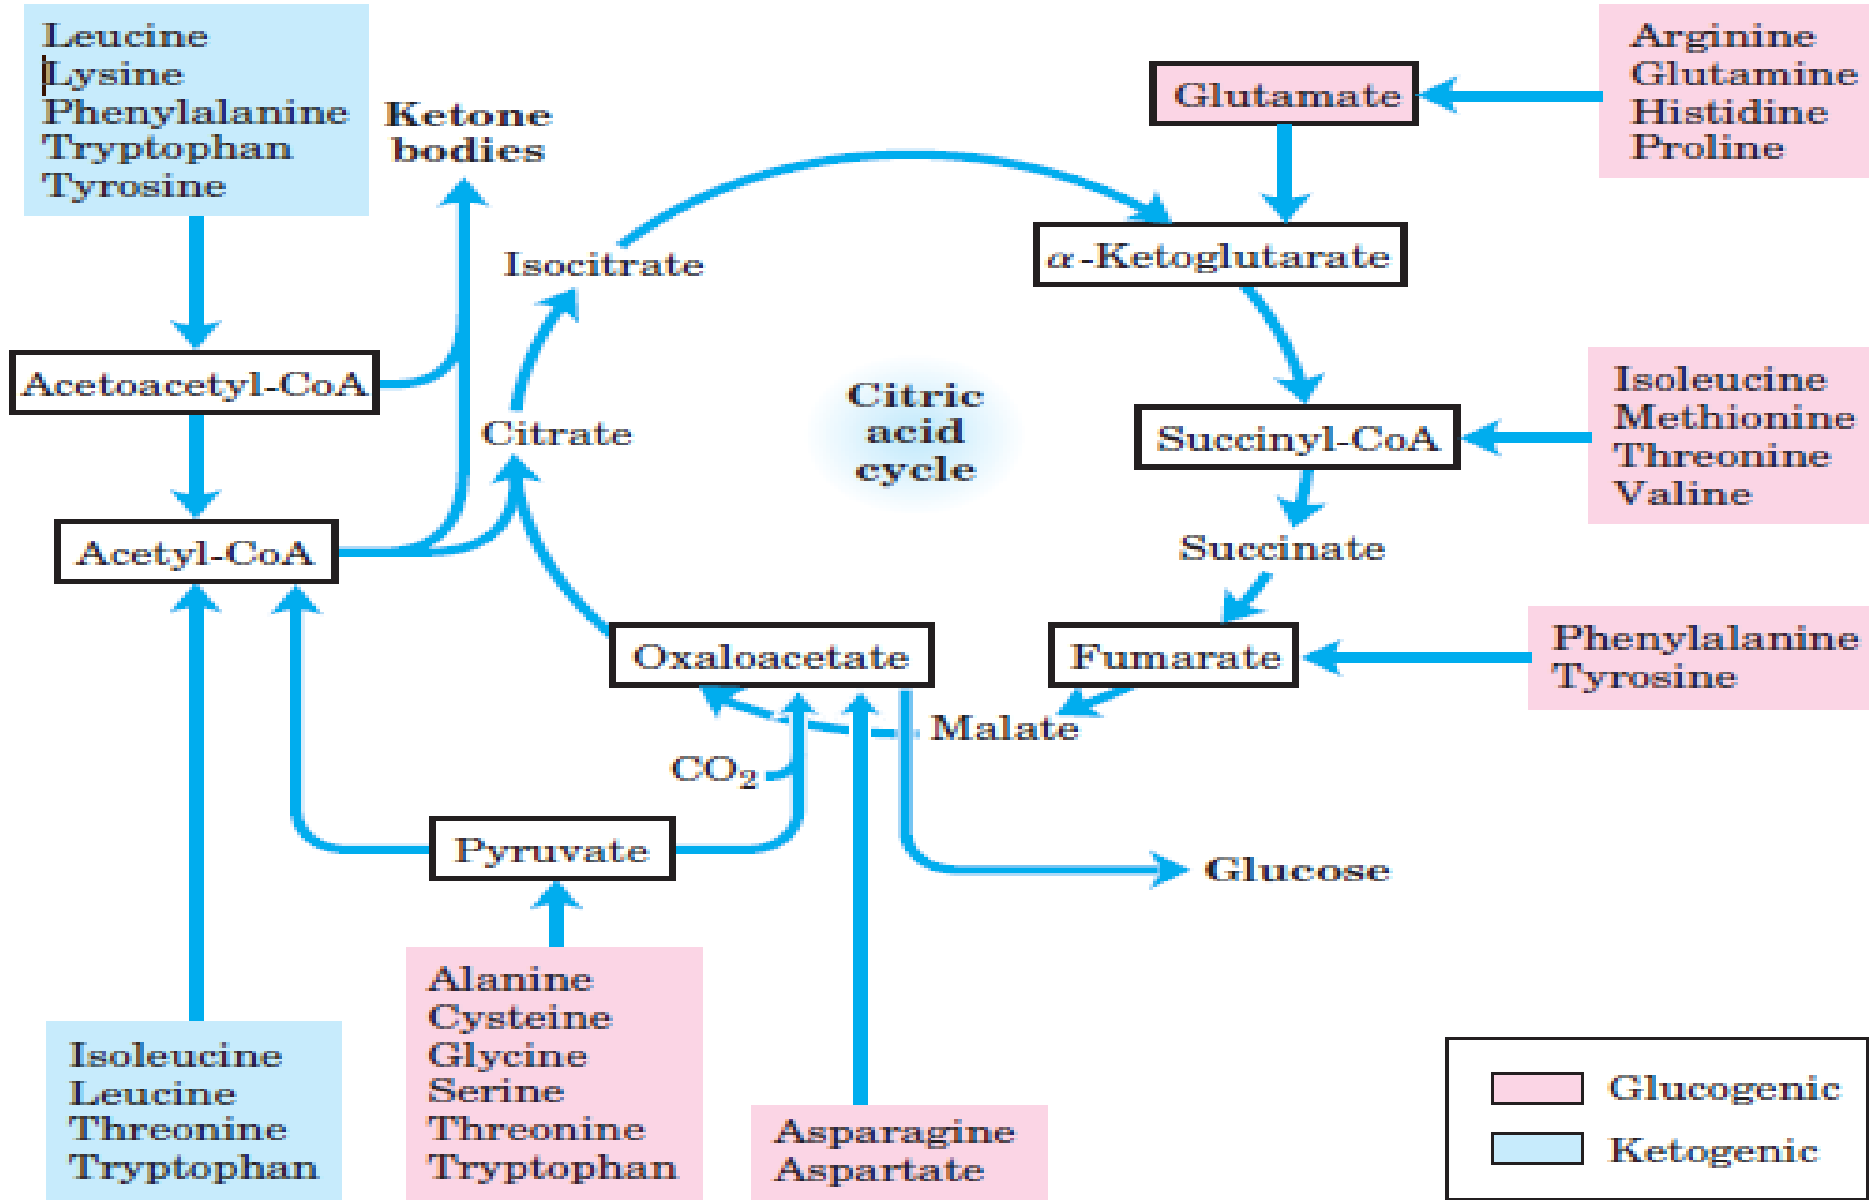 Leucine
Lysine
Phenylalanine
Tryptophan
Tyrosine
Ketone
bodies
Glutamate
Arginine
Glutamine
Histidine
Proline
Isocitrate
α-Ketoglutarate
Acetoacetyl-CoA
Citrate
Citric
acid
cycle
Succinyl-CoA
Isoleucine
Methionine
Threonine
Valine
Acetyl-CoA
Succinate
Oxaloacetate
Fumarate
Phenylalanine
Tyrosine
Malate
CO₂
Pyruvate
Glucose
Isoleucine
Leucine
Threonine
Tryptophan
Alanine
Cysteine
Glycine
Serine
Threonine
Tryptophan
Asparagine
Aspartate
Glucogenic
Ketogenic